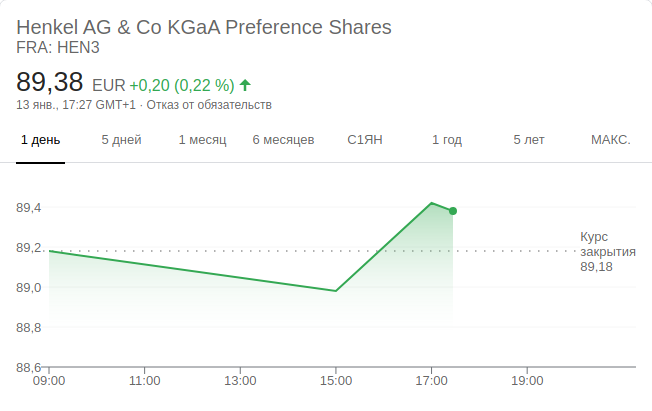 Henkel AG & Co KGaA Preference Shares
FRA: HEN3
89,38 EUR +0,20 (0,22 %)
13 янв., 17:27 GMT+1 · Отказ от обязательств
1 день 5 дней 1 месяц 6 месяцев С1ЯН 1 год 5 лет МАКС.
89,4
89,2
89,0
88,8
88,6
Курс
закрытия
89,18
09:00 11:00 13:00 15:00 17:00 19:00